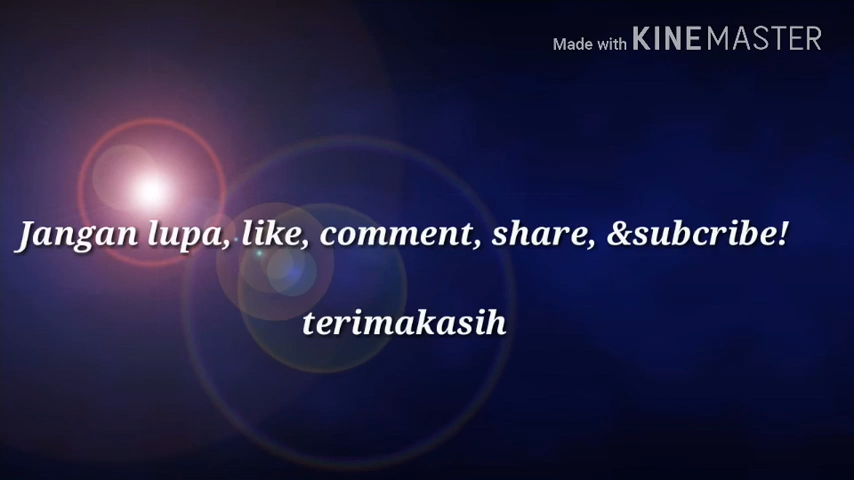 Made with KINEMASTER
Jangan lupa, like, comment, share, &subcribe!
terimakasih